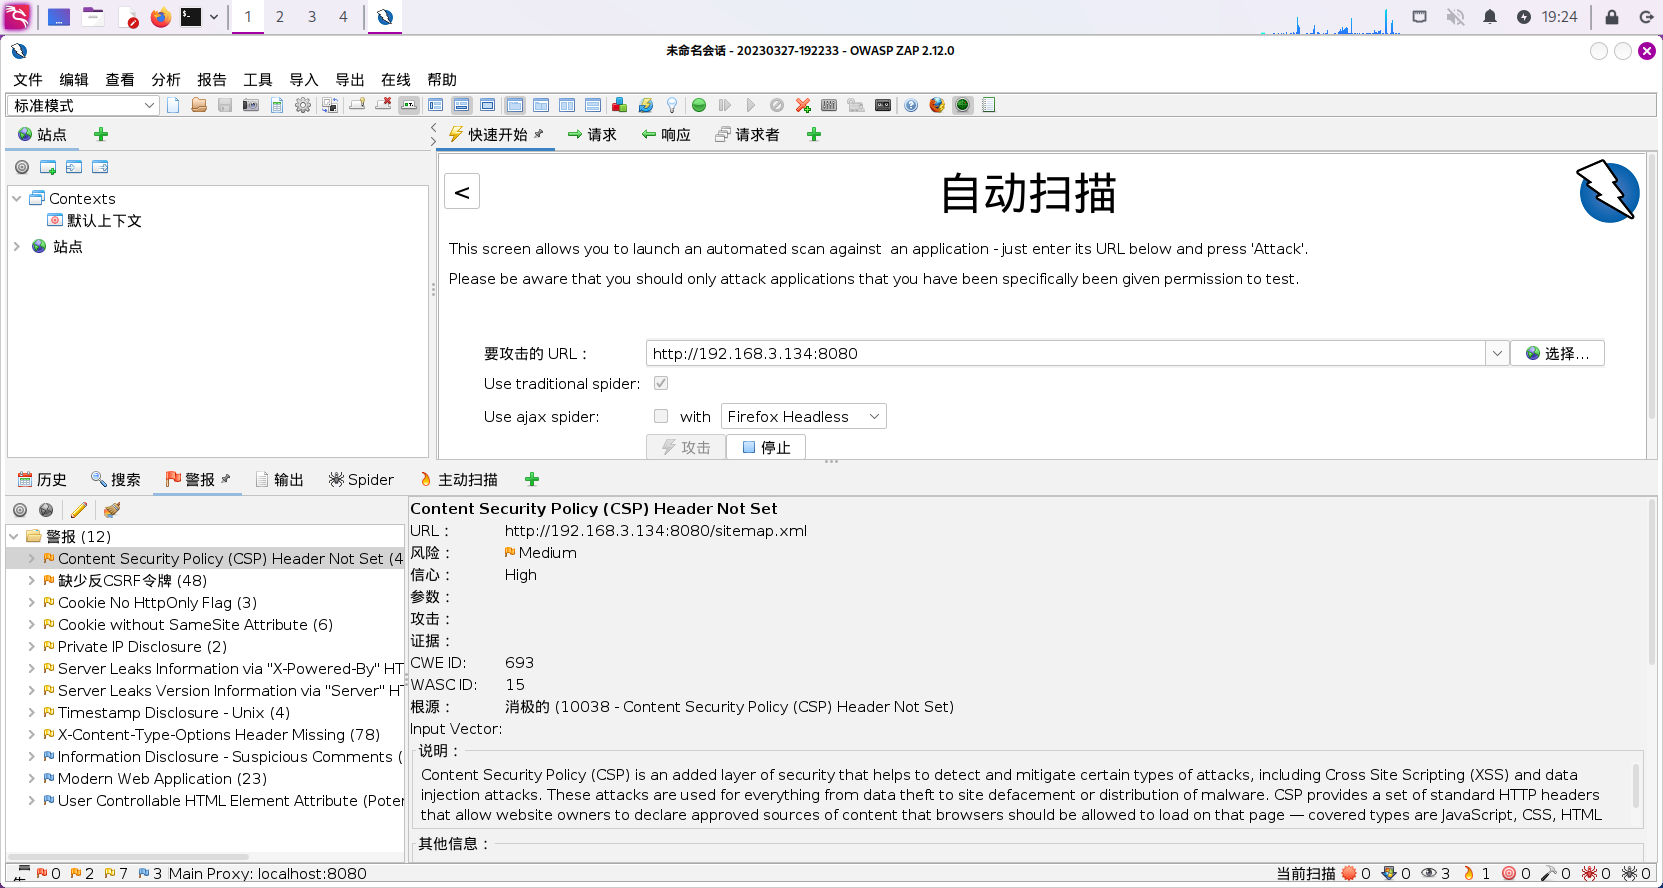 1 2 3 4 19:24
未命名会话 - 20230327-192233 - OWASP ZAP 2.12.0
文件 编辑 查看 分析 报告 工具 导入 导出 在线 帮助
标准模式
站点
快速开始 请求 响应 请求者
<
自动扫描
Contexts
默认上下文
站点
This screen allows you to launch an automated scan against an application - just enter its URL below and press 'Attack'.
Please be aware that you should only attack applications that you have been specifically been given permission to test.
要攻击的 URL：
http://192.168.3.134:8080
选择...
Use traditional spider:
Use ajax spider: with Firefox Headless
攻击 停止
历史 搜索 警报 输出 Spider 主动扫描
警报 (12)
Content Security Policy (CSP) Header Not Set (4
缺少反CSRF令牌 (48)
Cookie No HttpOnly Flag (3)
Cookie without SameSite Attribute (6)
Private IP Disclosure (2)
Server Leaks Information via "X-Powered-By" HT
Server Leaks Version Information via "Server" HT
Timestamp Disclosure - Unix (4)
X-Content-Type-Options Header Missing (78)
Information Disclosure - Suspicious Comments (
Modern Web Application (23)
User Controllable HTML Element Attribute (Poter
Content Security Policy (CSP) Header Not Set
URL： http://192.168.3.134:8080/sitemap.xml
风险： Medium
信心： High
参数：
攻击：
证据：
CWE ID: 693
WASC ID: 15
根源： 消极的 (10038 - Content Security Policy (CSP) Header Not Set)
Input Vector:
说明：
Content Security Policy (CSP) is an added layer of security that helps to detect and mitigate certain types of attacks, including Cross Site Scripting (XSS) and data
injection attacks. These attacks are used for everything from data theft to site defacement or distribution of malware. CSP provides a set of standard HTTP headers
that allow website owners to declare approved sources of content that browsers should be allowed to load on that page — covered types are JavaScript, CSS, HTML
其他信息：
0 2 7 3 Main Proxy: localhost:8080
当前扫描 0 0 3 1 0 0 0 0